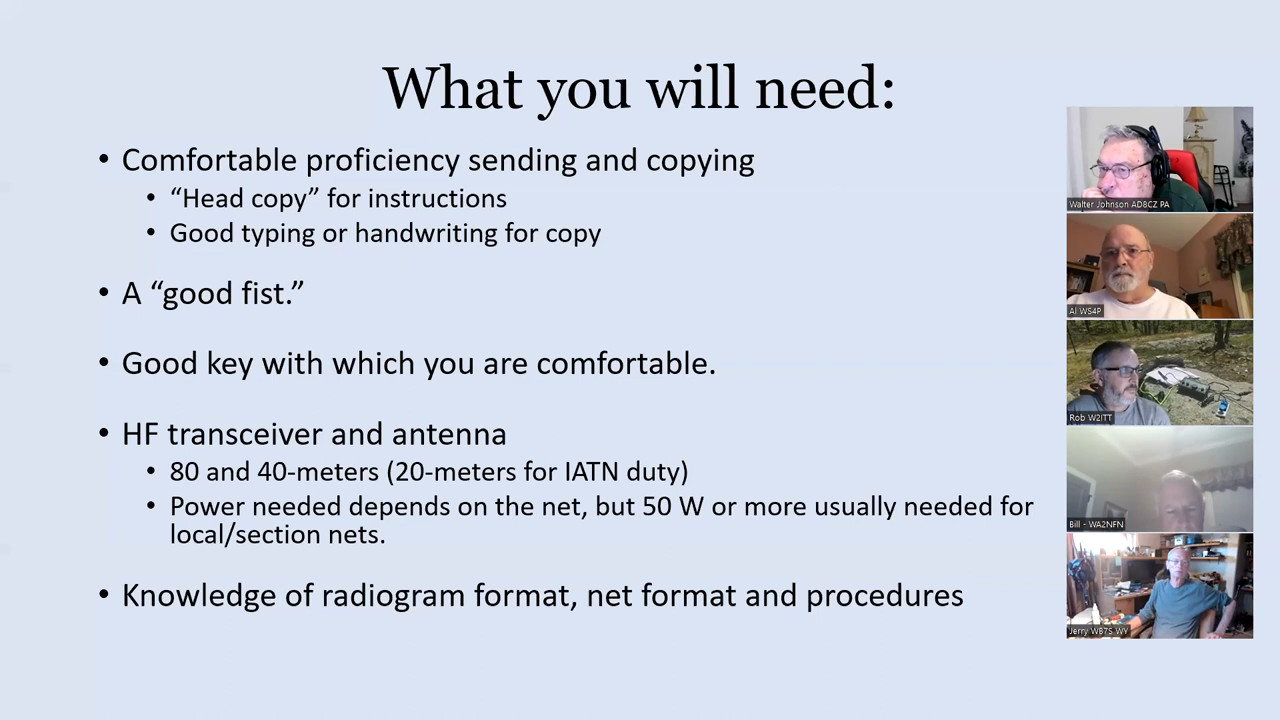 What you will need:
• Comfortable proficiency sending and copying
• “Head copy” for instructions
• Good typing or handwriting for copy
• A “good fist.”
• Good key with which you are comfortable.
• HF transceiver and antenna
• 80 and 40-meters (20-meters for IATN duty)
• Power needed depends on the net, but 50 W or more usually needed for
local/section nets.
• Knowledge of radiogram format, net format and procedures
Walter Johnson AD8CZ PA
Al WS4P
Rob W2ITT
Bill - WA2NFN
Jerry WB7S WY